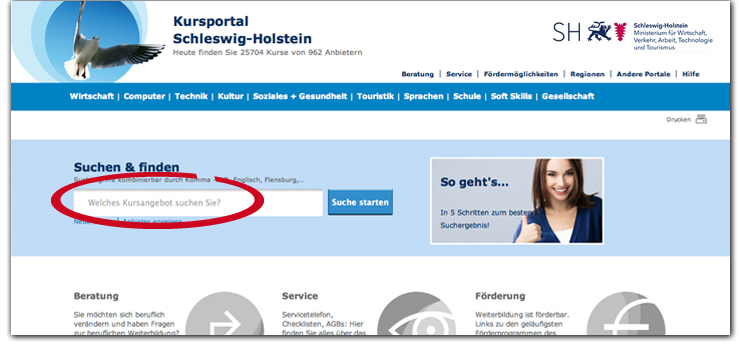 Kursportal
Schleswig-Holstein
Heute finden Sie 25704 Kurse von 962 Anbietern
SH
Schleswig-Holstein
Ministerium für Wirtschaft,
Verkehr, Arbeit, Technologie
und Tourismus
Beratung | Service | Fördermöglichkeiten | Regionen | Andere Portale | Hilfe
Wirtschaft | Computer | Technik | Kultur | Soziales + Gesundheit | Touristik | Sprachen | Schule | Soft Skills | Gesellschaft
Drucken
Suchen & finden
kombinierbar durch Komma Englisch, Flensburg,...
Welches Kursangebot suchen Sie?
Suche starten
Anbieter anzeigen
So geht's...
In 5 Schritten zum besten
Suchergebnis!
Beratung
Sie möchten sich beruflich
verändern und haben Fragen
zur beruflichen Weiterbildung?
Service
Servicetelefon,
Checklisten, AGBs: Hier
finden Sie alles über das
Förderung
Weiterbildung ist förderbar.
Links zu den geläufigsten
Förderprogrammen des